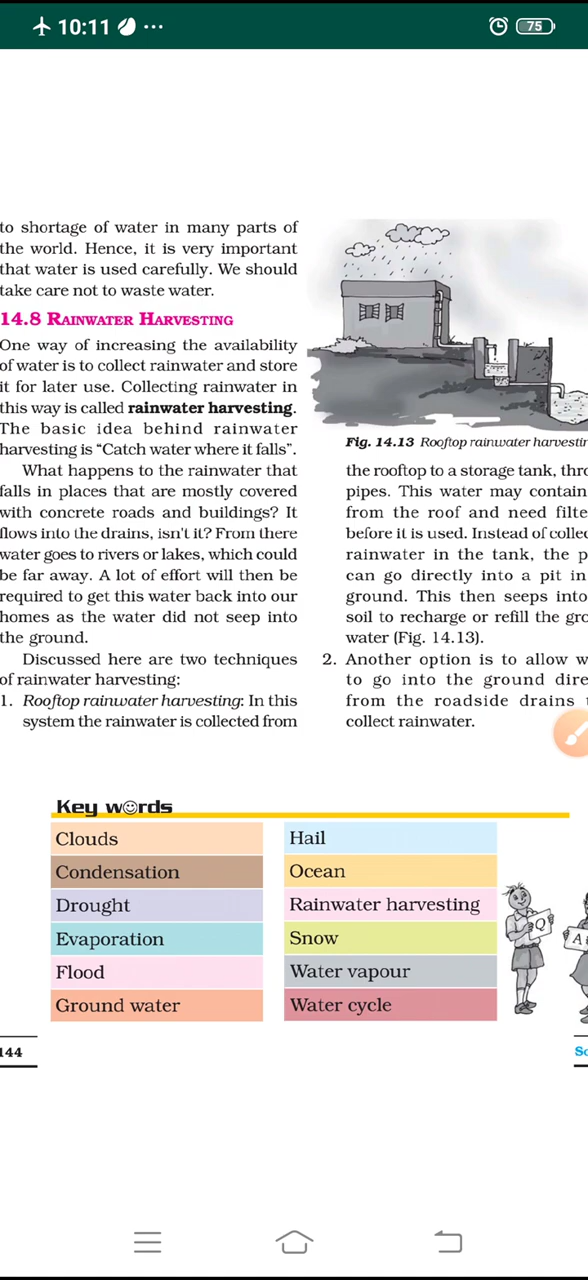 10:11
75
to shortage of water in many parts of
the world. Hence, it is very important
that water is used carefully. We should
take care not to waste water.
14.8 RAINWATER HARVESTING
One way of increasing the availability
of water is to collect rainwater and store
it for later use. Collecting rainwater in
this way is called rainwater harvesting.
The basic idea behind rainwater
harvesting is “Catch water where it falls”.
What happens to the rainwater that
falls in places that are mostly covered
with concrete roads and buildings? It
flows into the drains, isn't it? From there
water goes to rivers or lakes, which could
be far away. A lot of effort will then be
required to get this water back into our
homes as the water did not seep into
the ground.
Discussed here are two techniques
of rainwater harvesting:
1. Rooftop rainwater harvesting: In this
system the rainwater is collected from
Fig. 14.13 Rooftop rainwater
the rooftop to a storage tank,
pipes. This water may contain
from the roof and need
before it is used. Instead of
rainwater in the tank, the
can go directly into a pit in
ground. This then seeps into
soil to recharge or refill the
water (Fig. 14.13).
2. Another option is to allow
to go into the ground
from the roadside drains
collect rainwater.
Key words
Clouds
Condensation
Drought
Evaporation
Flood
Ground water
Hail
Ocean
Rainwater harvesting
Snow
Water vapour
Water cycle
Q
A
144